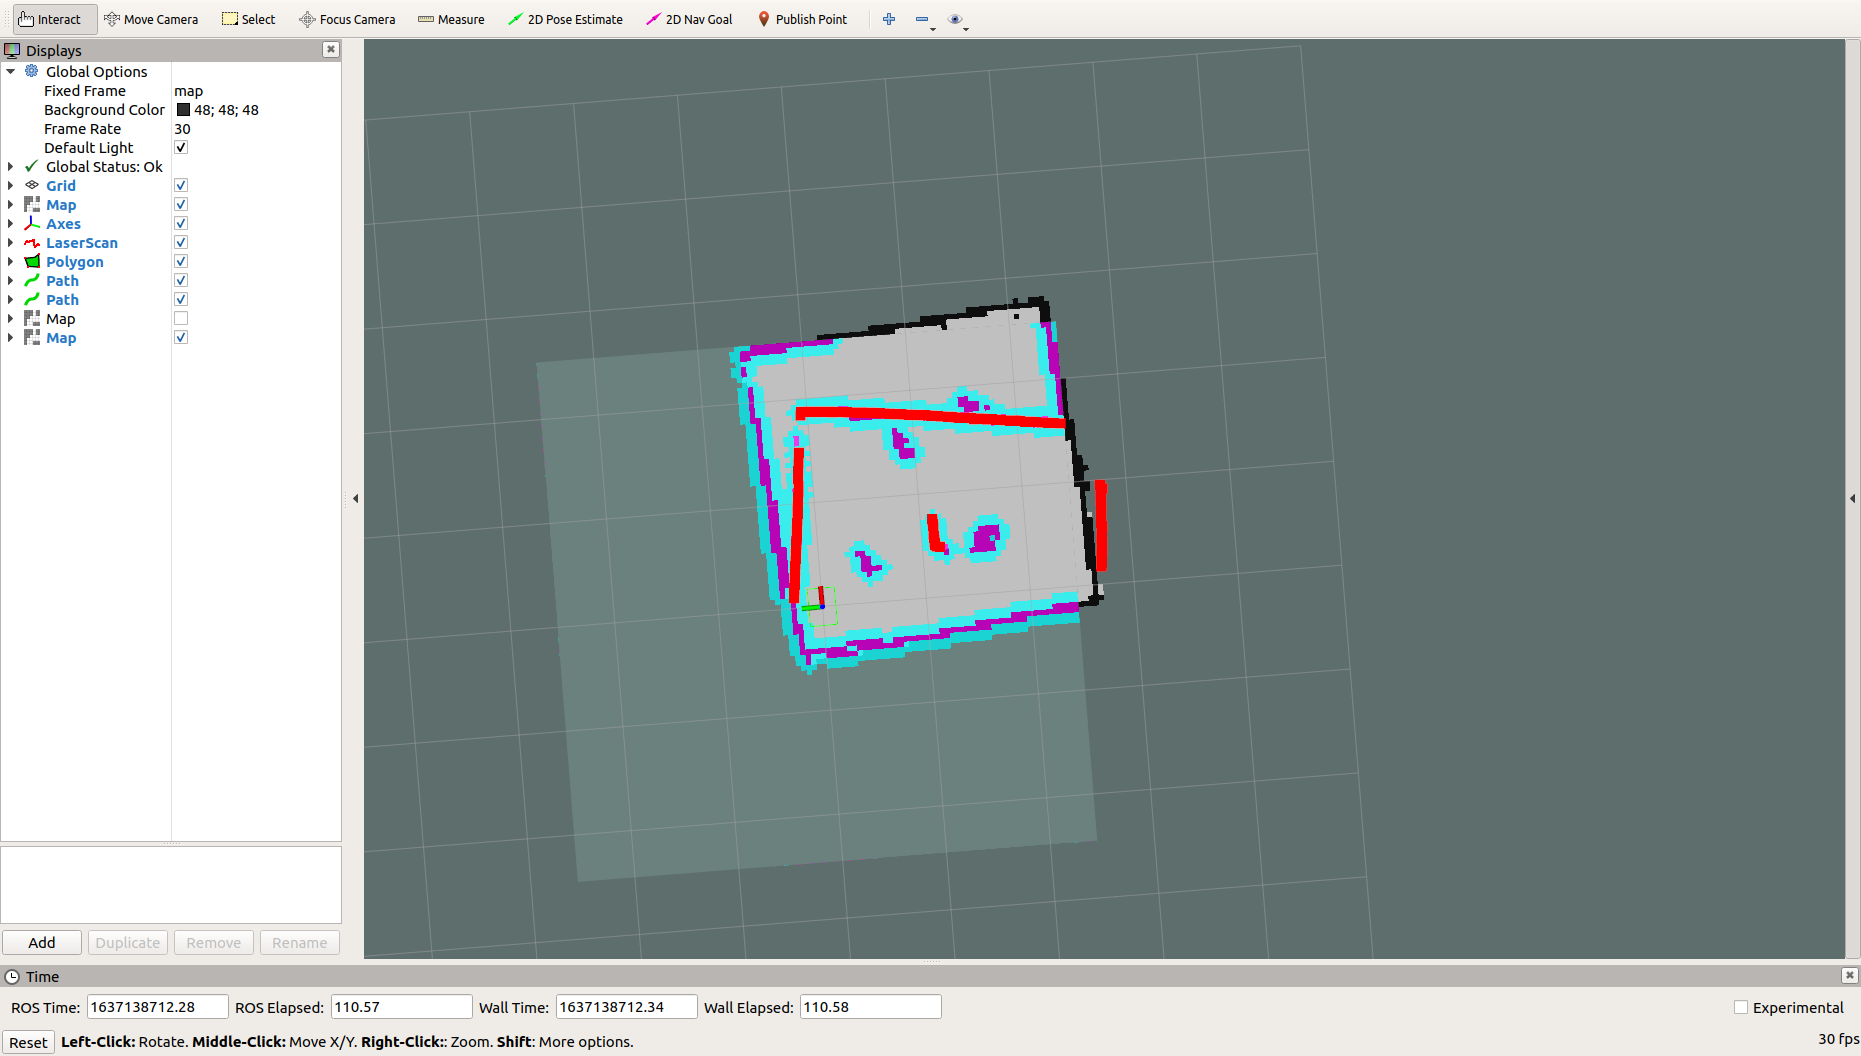 Interact Move Camera Select Focus Camera Measure 2D Pose Estimate 2D Nav Goal Publish Point
Displays
Global Options
Fixed Frame map
Background Color 48; 48; 48
Frame Rate 30
Default Light
Global Status: Ok
Grid
Map
Axes
LaserScan
Polygon
Path
Path
Map
Map
Add Duplicate Remove Rename
Time
ROS Time: 1637138712.28 ROS Elapsed: 110.57 Wall Time: 1637138712.34 Wall Elapsed: 110.58 Experimental
Reset Left-Click: Rotate. Middle-Click: Move X/Y. Right-Click:: Zoom. Shift: More options. 30 fps